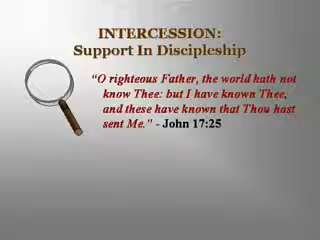 INTERCESSION:
Support In Discipleship
"O righteous Father, the world hath not
know Thee: but I have known Thee,
and these have known that Thou hast
sent Me." - John 17:25